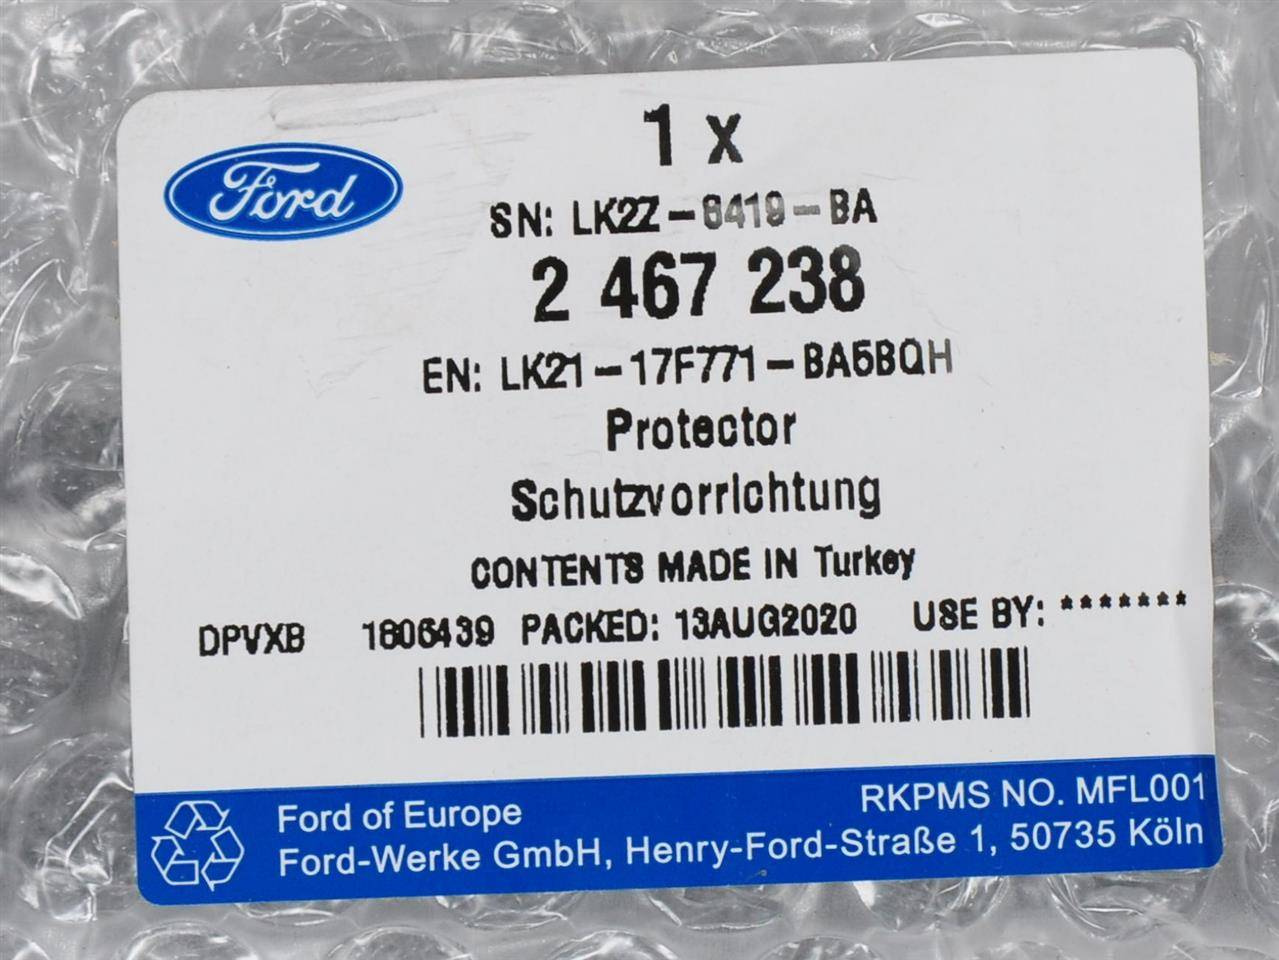 Ford
1 x
SN: LK2Z-6419-BA
2 467 238
EN: LK21-17F771-BA5BQH
Protector
Schutzvorrichtung
CONTENTS MADE IN Turkey
DPVXB 1806439 PACKED: 13AUG2020 USE BY: *******
Ford of Europe RKPMS NO. MFL001
Ford-Werke GmbH, Henry-Ford-Straße 1, 50735 Köln